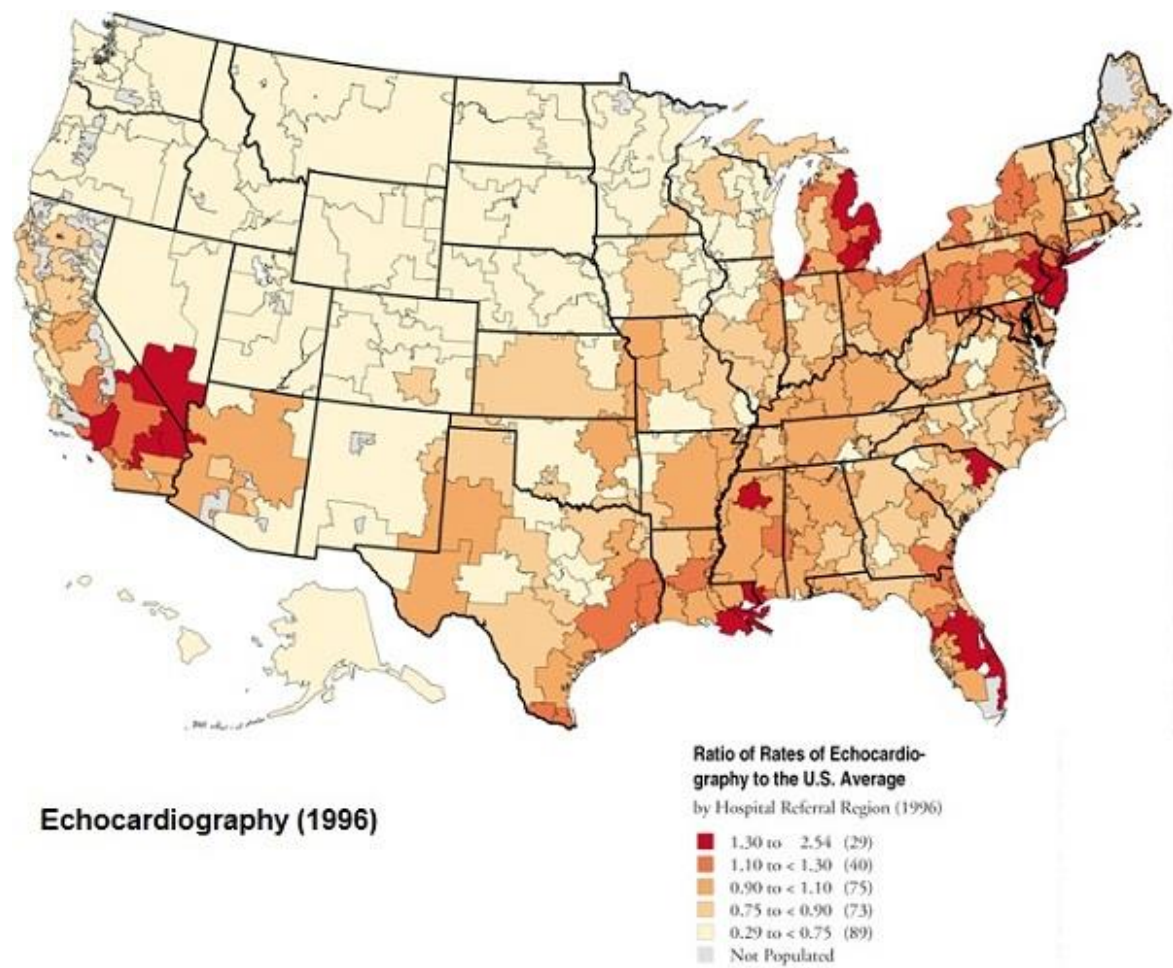 Echocardiography (1996)
Ratio of Rates of Echocardio-
graphy to the U.S. Average
by Hospital Referral Region (1996)
1.30 to 2.54 (29)
1.10 to < 1.30 (40)
0.90 to < 1.10 (75)
0.75 to < 0.90 (73)
0.29 to < 0.75 (89)
Not Populated